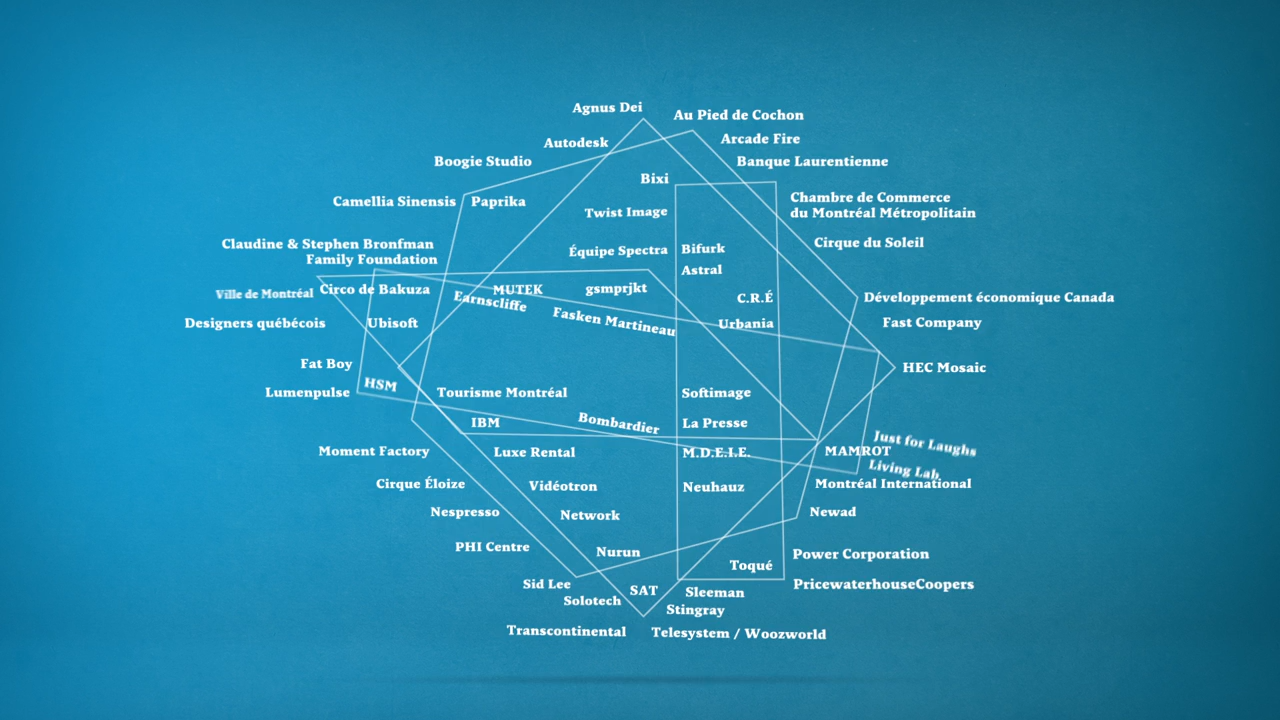 Agnus Dei
Au Pied de Cochon
Autodesk
Arcade Fire
Boogie Studio
Banque Laurentienne
Bixi
Camellia Sinensis
Paprika
Chambre de Commerce
du Montréal Métropolitain
Twist Image
Claudine & Stephen Bronfman
Family Foundation
Cirque du Soleil
Équipe Spectra
Bifurk
Astral
Ville de Montréal
Circo de Bakuza
MUTEK
gsmprjkt
C.R.É
Développement économique Canada
Earnscliffe
Designers québécois
Ubisoft
Fasken Martineau
Urbania
Fast Company
Fat Boy
HEC Mosaic
Lumenpulse
HSM
Tourisme Montréal
Softimage
IBM
Bombardier
La Presse
Just for Laughs
Moment Factory
Luxe Rental
M.D.E.I.E.
MAMROT
Living Lab
Cirque Éloize
Vidéotron
Neuhauz
Montréal International
Nespresso
Network
Newad
PHI Centre
Nurun
Power Corporation
Toqué
Sid Lee
SAT
Sleeman
PricewaterhouseCoopers
Solotech
Stingray
Transcontinental
Telesystem / Woozworld